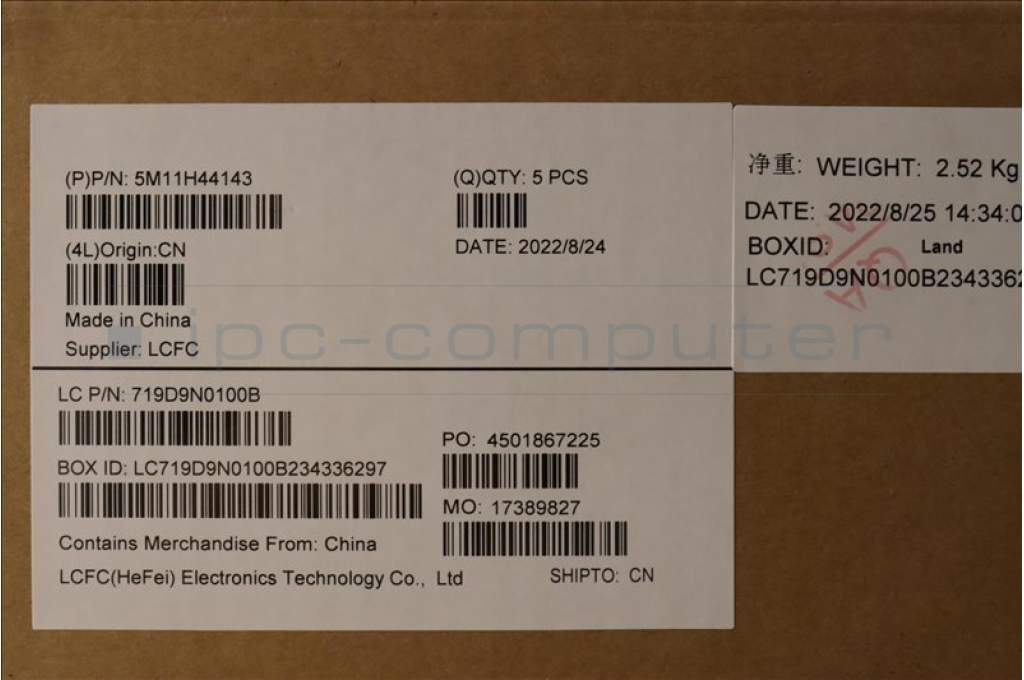 (P)P/N: 5M11H44143
(Q)QTY: 5 PCS
(4L)Origin:CN
DATE: 2022/8/24
Made in China
Supplier: LCFC
净重: WEIGHT: 2.52 Kg
DATE: 2022/8/25 14:34:0
BOXID: Land
LC719D9N0100B2343362
QA
ipc-computer
LC P/N: 719D9N0100B
PO: 4501867225
BOX ID: LC719D9N0100B234336297
MO: 17389827
Contains Merchandise From: China
LCFC(HeFei) Electronics Technology Co., Ltd
SHIPTO: CN